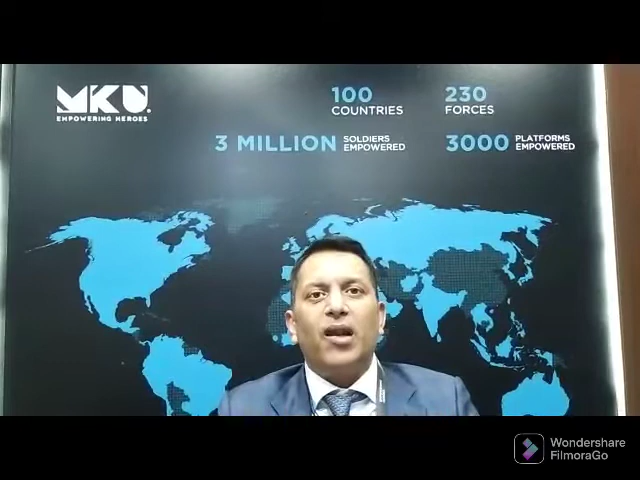 MKU
EMPOWERING HEROES
100
COUNTRIES
230
FORCES
3 MILLION SOLDIERS
EMPOWERED
3000 PLATFORMS
EMPOWERED
Wondershare
FilmoraGo